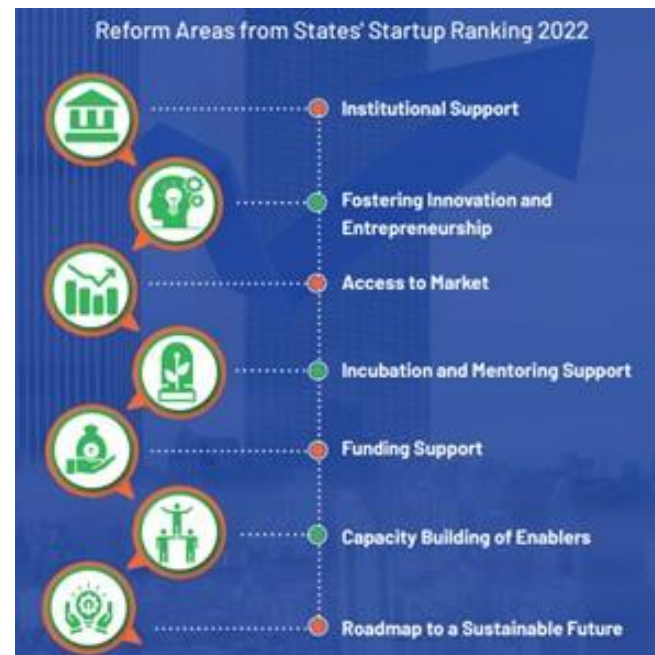 Reform Areas from States' Startup Ranking 2022
Institutional Support
Fostering Innovation and
Entrepreneurship
Access to Market
Incubation and Mentoring Support
Funding Support
Capacity Building of Enablers
Roadmap to a Sustainable Future